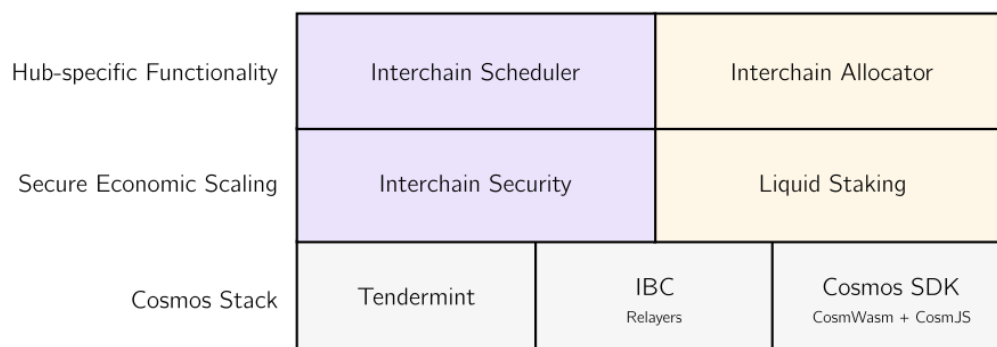 Hub-specific Functionality
Interchain Scheduler
Interchain Allocator
Secure Economic Scaling
Interchain Security
Liquid Staking
Cosmos Stack
Tendermint
IBC
Relayers
Cosmos SDK
CosmWasm + CosmJS